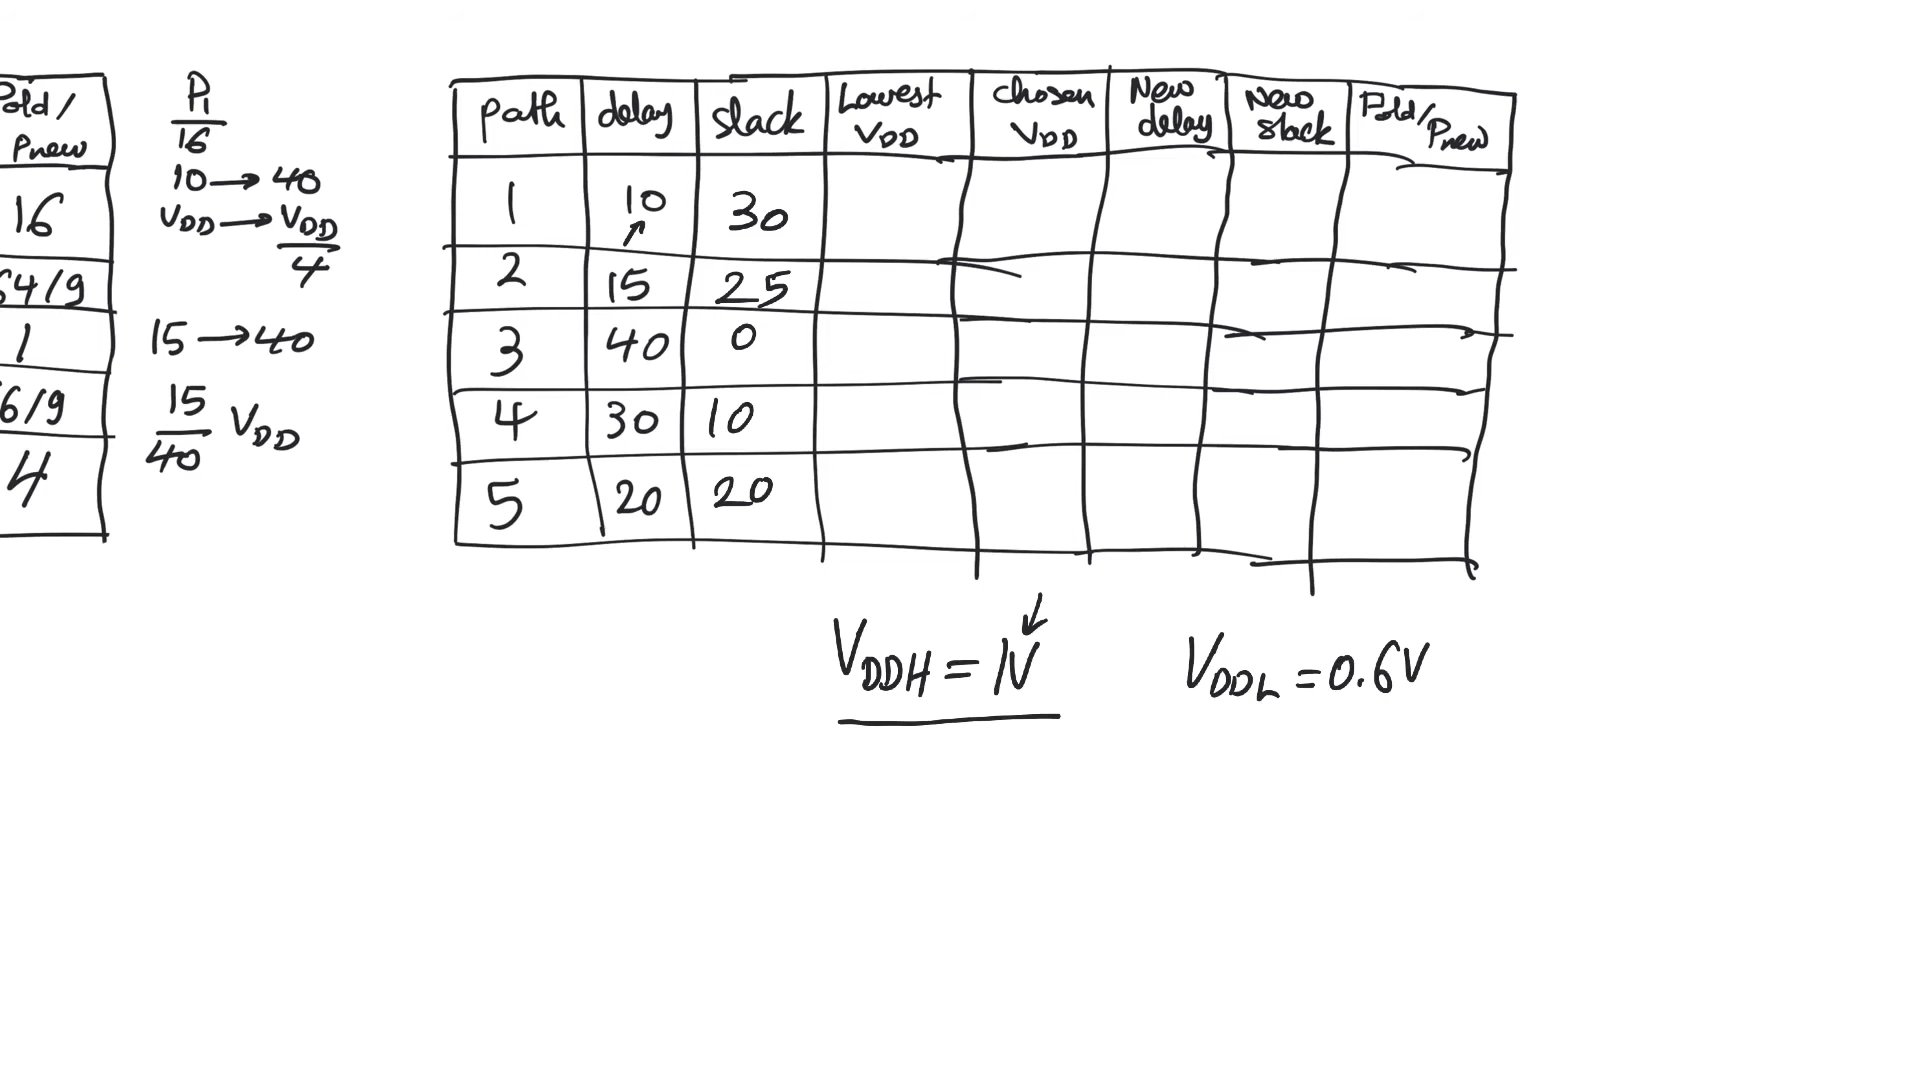 Pold/
Pnew
16
64/9
1
6/9
4
P1
16
10 → 40
VDD → VDD
4
15 → 40
15
40
VDD
path delay slack Lowest VDD chosen VDD New delay New slack Pold/Pnew
1 10 30
2 15 25
3 40 0
4 30 10
5 20 20
VDDH = 1V VDDL = 0.6V